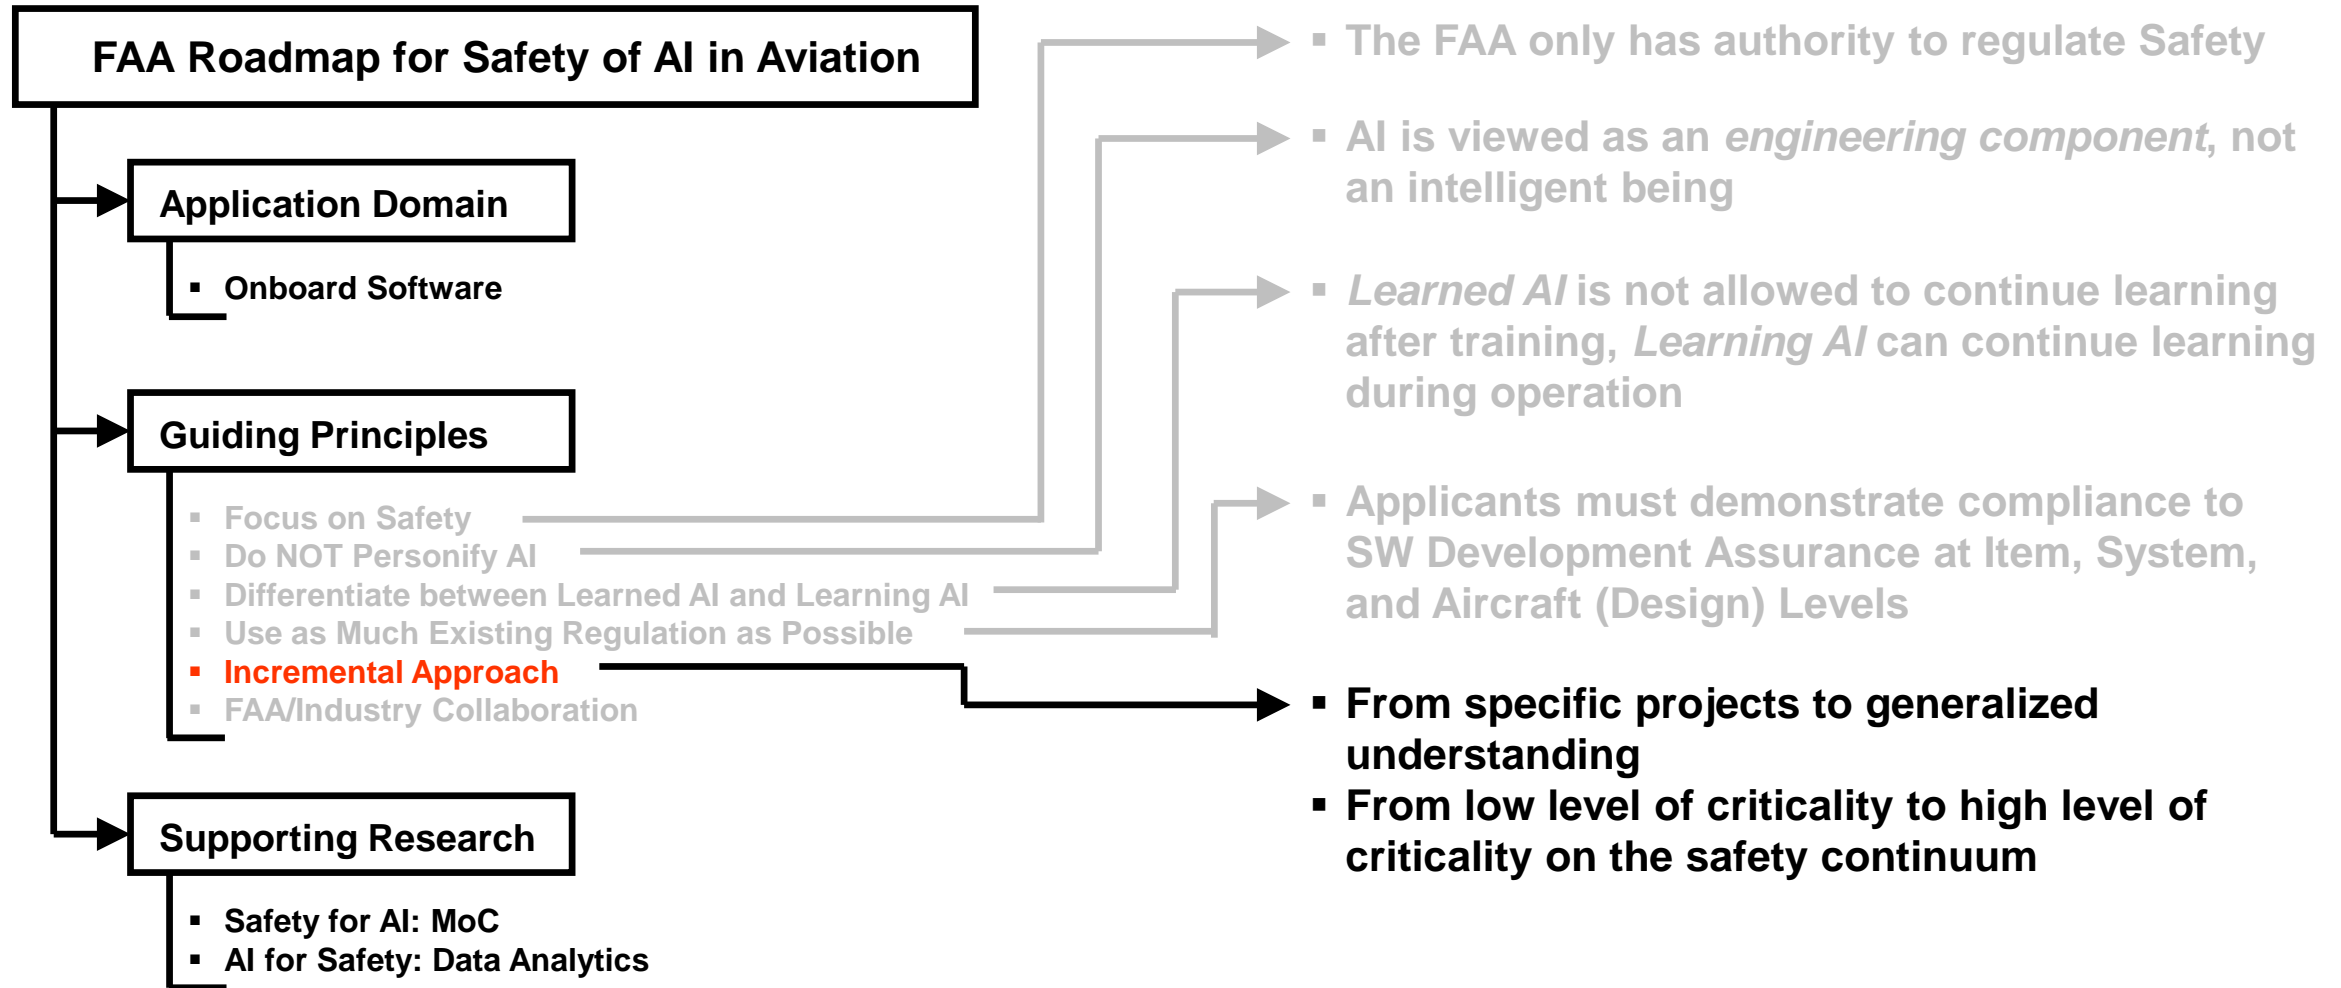 FAA Roadmap for Safety of AI in Aviation
Application Domain
▪ Onboard Software
Guiding Principles
▪ Focus on Safety
▪ Do NOT Personify AI
▪ Differentiate between Learned AI and Learning AI
▪ Use as Much Existing Regulation as Possible
▪ Incremental Approach
▪ FAA/Industry Collaboration
Supporting Research
▪ Safety for AI: MoC
▪ AI for Safety: Data Analytics
▪ The FAA only has authority to regulate Safety
▪ AI is viewed as an engineering component, not
an intelligent being
▪ Learned AI is not allowed to continue learning
after training, Learning AI can continue learning
during operation
▪ Applicants must demonstrate compliance to
SW Development Assurance at Item, System,
and Aircraft (Design) Levels
▪ From specific projects to generalized
understanding
▪ From low level of criticality to high level of
criticality on the safety continuum